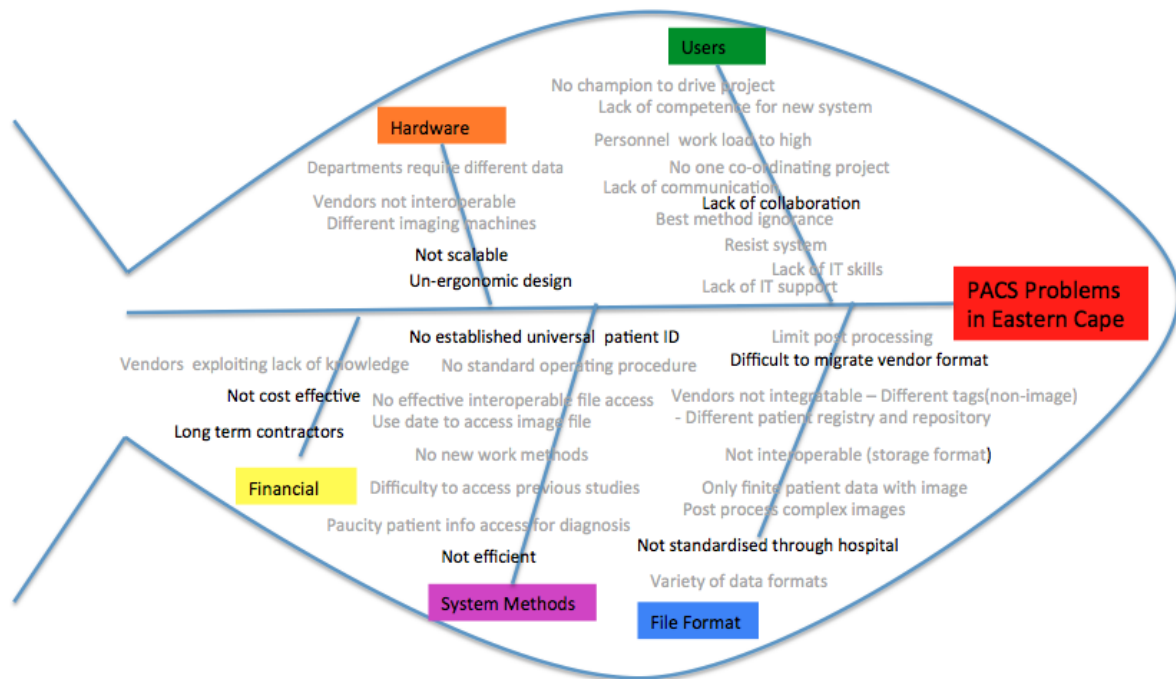 Users
No champion to drive project
Lack of competence for new system
Personnel work load to high
No one co-ordinating project
Lack of communication
Lack of collaboration
Best method ignorance
Resist system
Lack of IT skills
Lack of IT support
Hardware
Departments require different data
Vendors not interoperable
Different imaging machines
Not scalable
Un-ergonomic design
PACS Problems
in Eastern Cape
Vendors exploiting lack of knowledge
Not cost effective
Long term contractors
Financial
No established universal patient ID
No standard operating procedure
No effective interoperable file access
Use date to access image file
No new work methods
Difficulty to access previous studies
Paucity patient info access for diagnosis
Not efficient
System Methods
Limit post processing
Difficult to migrate vendor format
Vendors not integratable – Different tags(non-image)
- Different patient registry and repository
Not interoperable (storage format)
Only finite patient data with image
Post process complex images
Not standardised through hospital
Variety of data formats
File Format